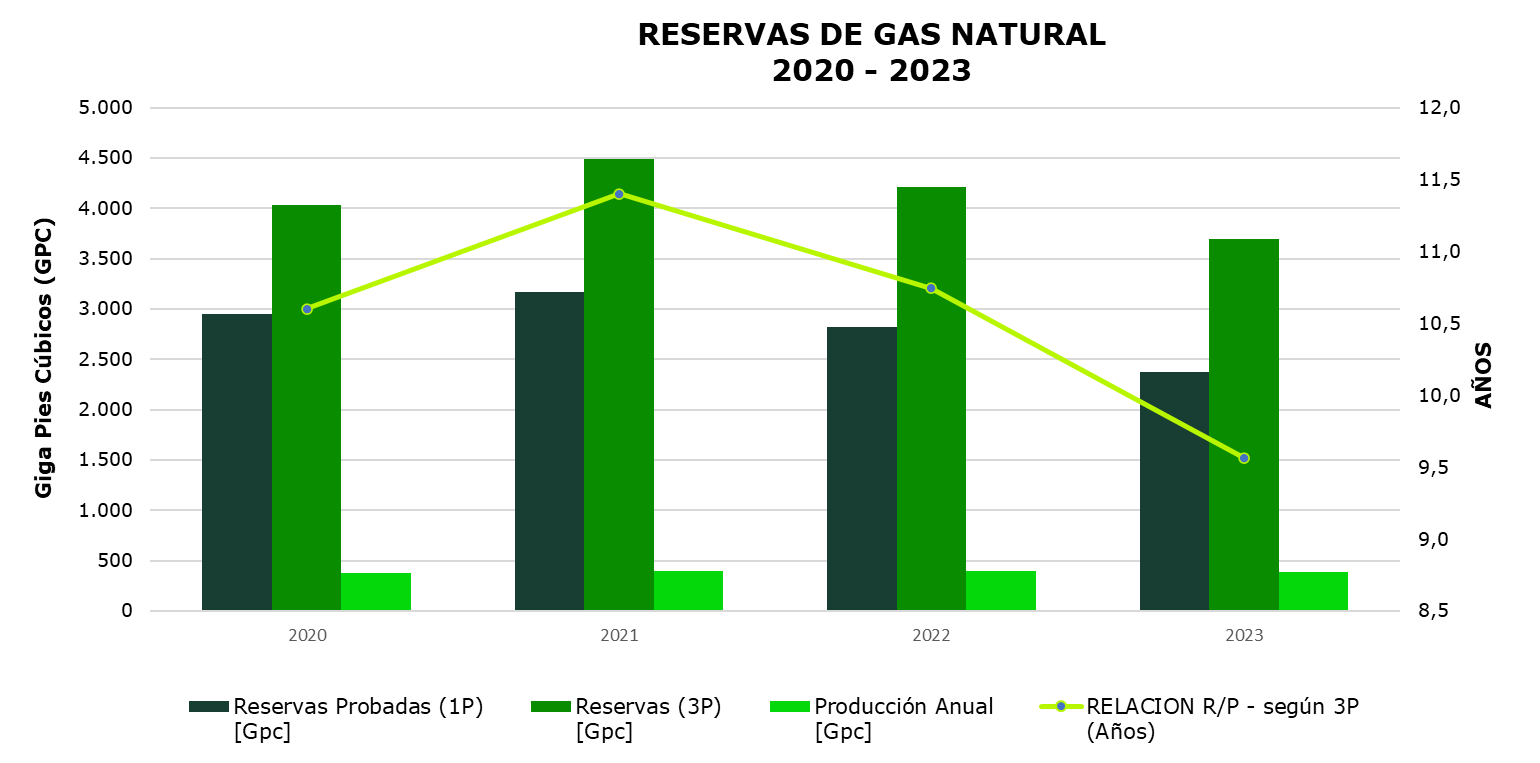 RESERVAS DE GAS NATURAL
2020 - 2023
Giga Pies Cúbicos (GPC)
5.000
4.500
4.000
3.500
3.000
2.500
2.000
1.500
1.000
500
0
12,0
11,5
11,0
10,5
10,0
9,5
9,0
8,5
AÑOS
2020 2021 2022 2023
Reservas Probadas (1P) [Gpc]
Reservas (3P) [Gpc]
Producción Anual [Gpc]
RELACION R/P - según 3P (Años)